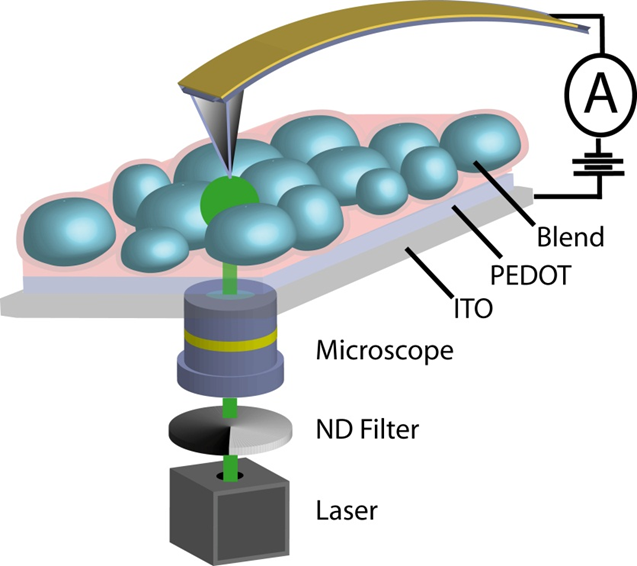 A
Blend
PEDOT
ITO
Microscope
ND Filter
Laser